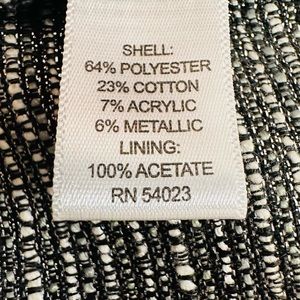 SHELL:
64% POLYESTER
23% COTTON
7% ACRYLIC
6% METALLIC
LINING:
100% ACETATE
RN 54023